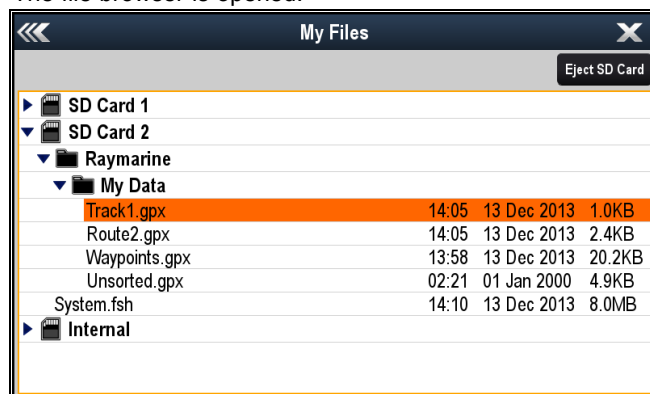 The file browser is opened.
My Files
Eject SD Card
SD Card 1
SD Card 2
Raymarine
My Data
Track1.gpx 14:05 13 Dec 2013 1.0KB
Route2.gpx 14:05 13 Dec 2013 2.4KB
Waypoints.gpx 13:58 13 Dec 2013 20.2KB
Unsorted.gpx 02:21 01 Jan 2000 4.9KB
System.fsh 14:10 13 Dec 2013 8.0MB
Internal